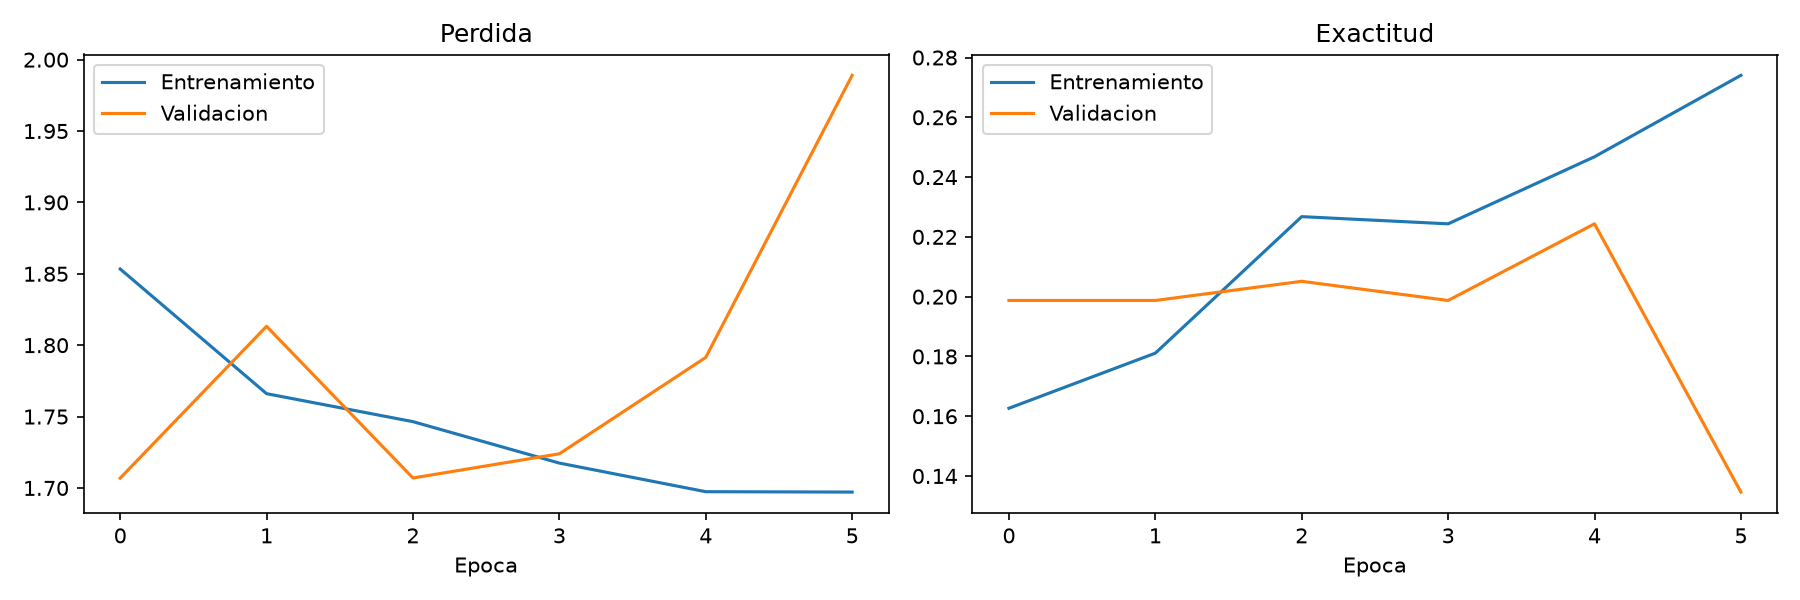 Perdida
2.00
1.95
1.90
1.85
1.80
1.75
1.70
Entrenamiento
Validacion
0 1 2 3 4 5
Epoca
Exactitud
0.28
0.26
0.24
0.22
0.20
0.18
0.16
0.14
Entrenamiento
Validacion
0 1 2 3 4 5
Epoca